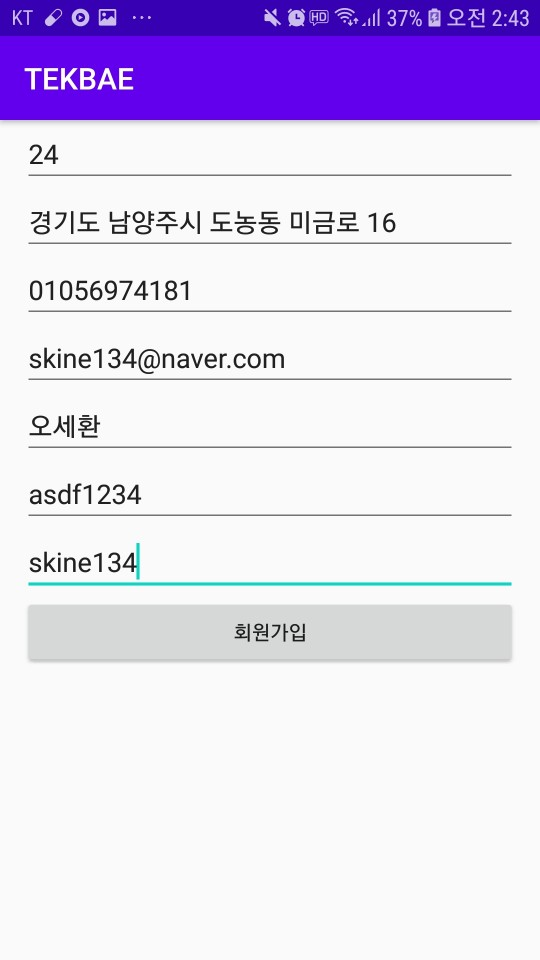 KT HD 37% 오전 2:43
TEKBAE
24
경기도 남양주시 도농동 미금로 16
01056974181
skine134@naver.com
오세환
asdf1234
skine134
회원가입